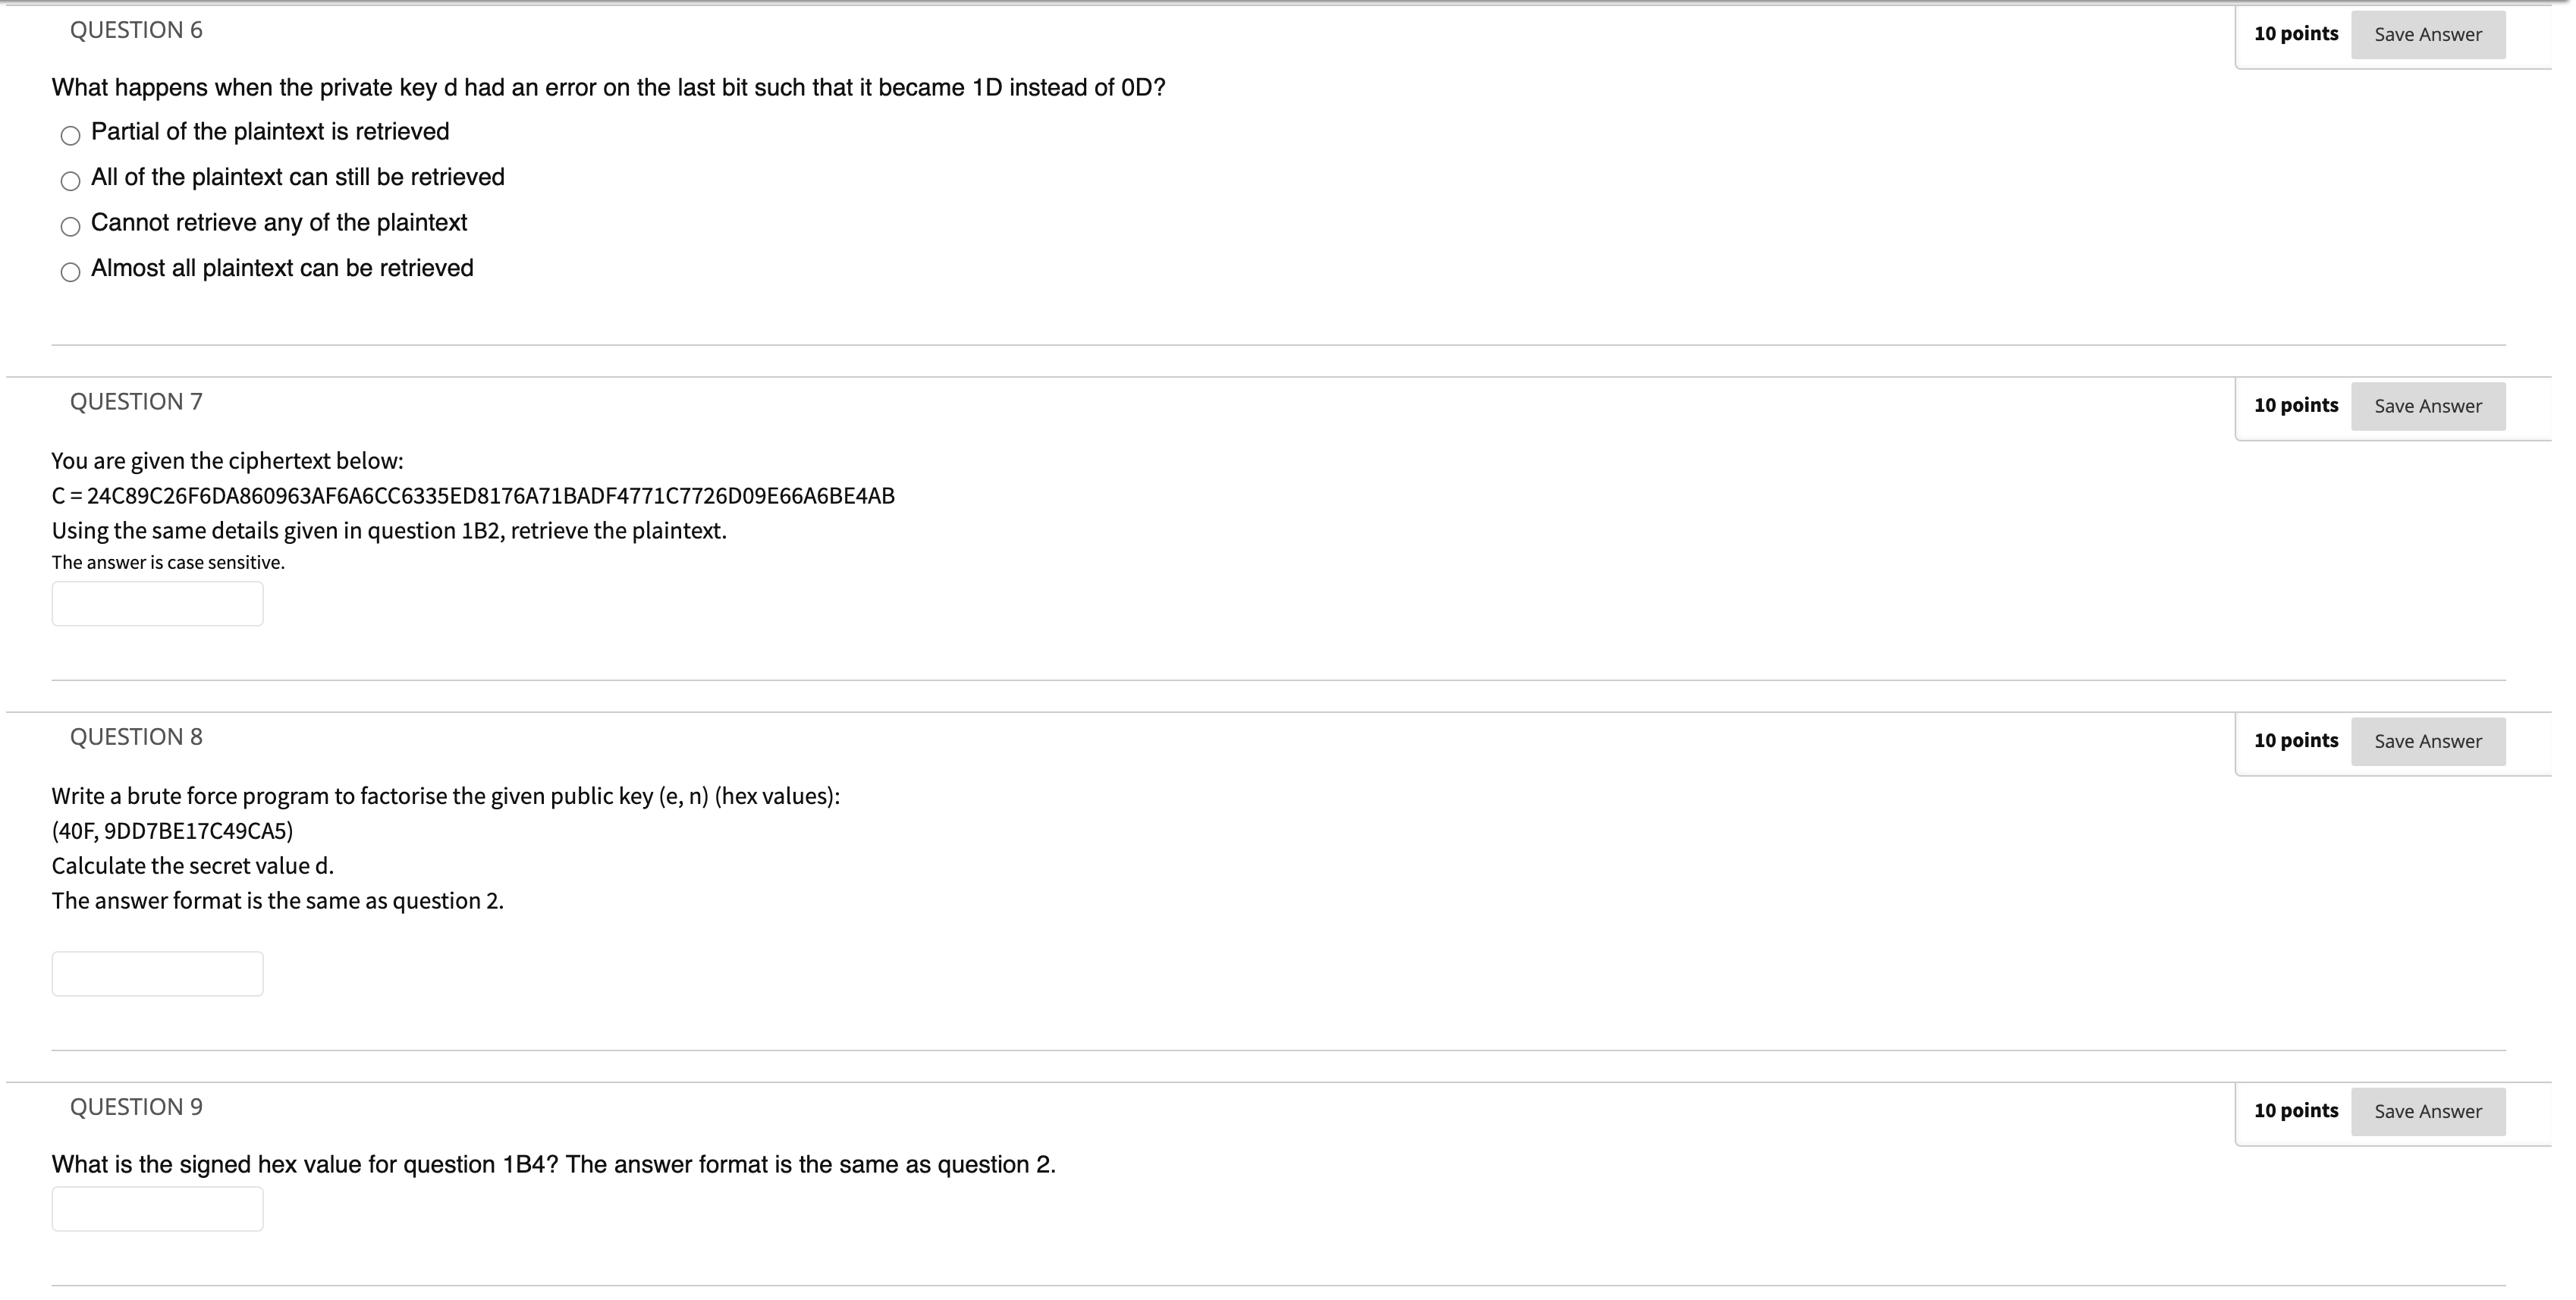 QUESTION 6
10 points
Save Answer
What happens when the private key d had an error on the last bit such that it became 1D instead of 0D?
Partial of the plaintext is retrieved
All of the plaintext can still be retrieved
Cannot retrieve any of the plaintext
Almost all plaintext can be retrieved
QUESTION 7
10 points
Save Answer
You are given the ciphertext below:
C = 24C89C26F6DA860963AF6A6CC6335ED8176A71BADF4771C7726D09E66A6BE4AB
Using the same details given in question 1B2, retrieve the plaintext.
The answer is case sensitive.
QUESTION 8
10 points
Save Answer
Write a brute force program to factorise the given public key (e, n) (hex values):
(40F, 9DD7BE17C49CA5)
Calculate the secret value d.
The answer format is the same as question 2.
QUESTION 9
10 points
Save Answer
What is the signed hex value for question 1B4? The answer format is the same as question 2.